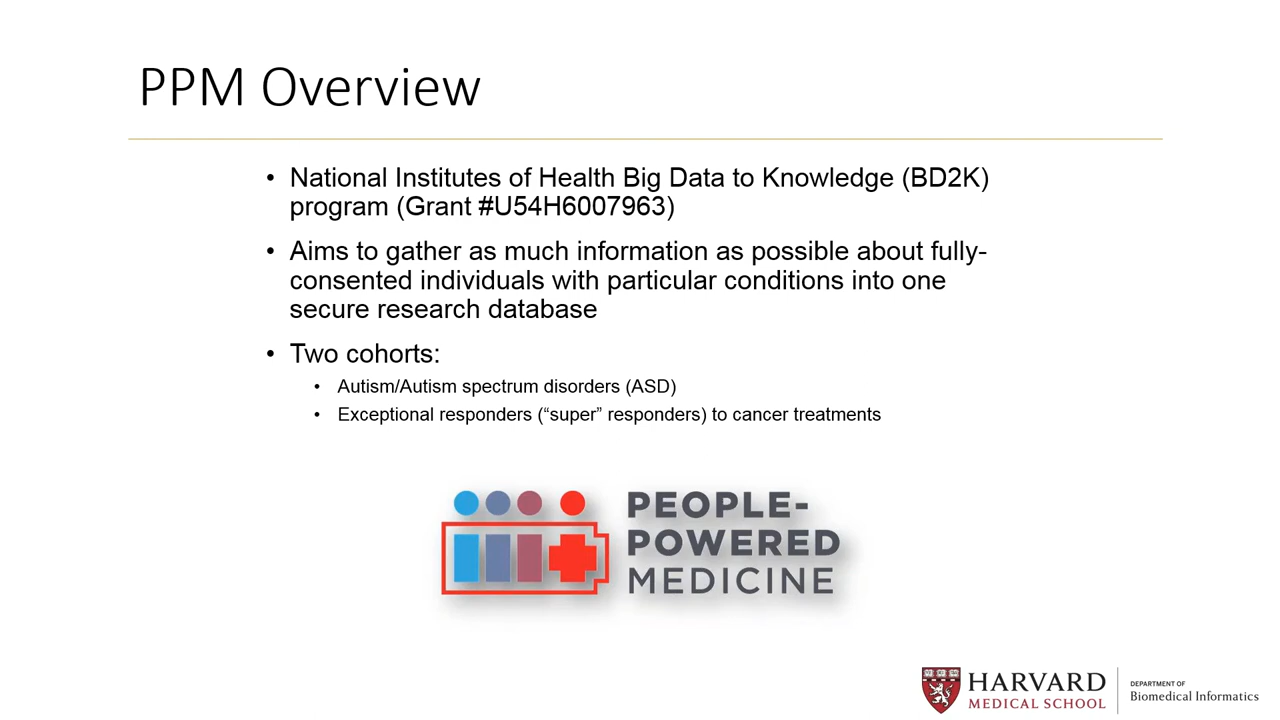 PPM Overview
• National Institutes of Health Big Data to Knowledge (BD2K)
program (Grant #U54H6007963)
• Aims to gather as much information as possible about fully-
consented individuals with particular conditions into one
secure research database
• Two cohorts:
• Autism/Autism spectrum disorders (ASD)
• Exceptional responders (“super” responders) to cancer treatments
PEOPLE-
POWERED
MEDICINE
HARVARD
MEDICAL SCHOOL
DEPARTMENT OF
Biomedical Informatics